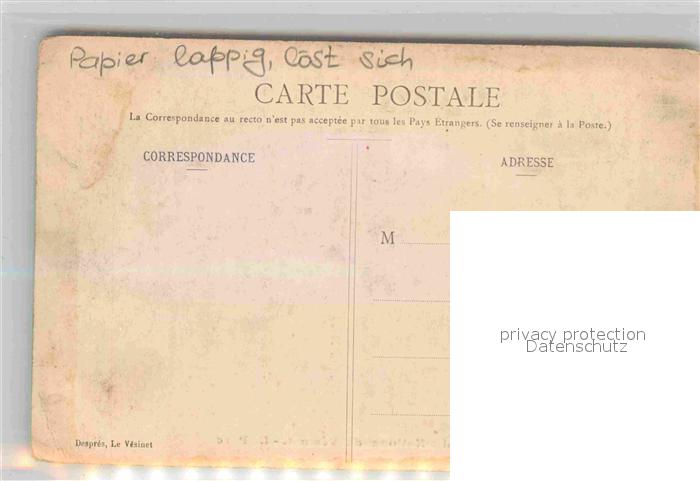 Papier lappig, löst sich
CARTE POSTALE
La Correspondance au recto n'est pas acceptée par tous les Pays Etrangers. (Se renseigner à la Poste.)
CORRESPONDANCE
ADRESSE
M
privacy protection
Datenschutz
Després, Le Vésinet